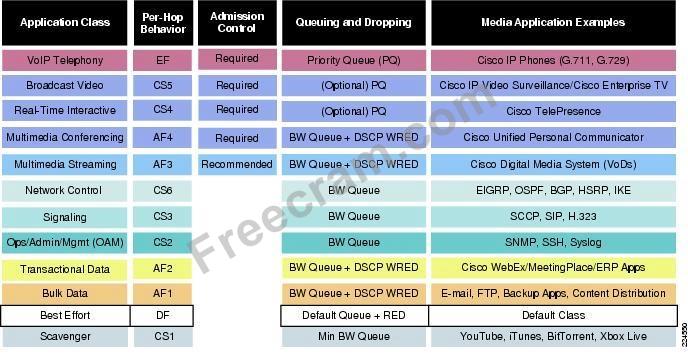 Application Class Per-Hop Behavior Admission Control Queuing and Dropping Media Application Examples
VoIP Telephony EF Required Priority Queue (PQ) Cisco IP Phones (G.711, G.729)
Broadcast Video CS5 Required (Optional) PQ Cisco IP Video Surveillance/Cisco Enterprise TV
Real-Time Interactive CS4 Required (Optional) PQ Cisco TelePresence
Multimedia Conferencing AF4 Required BW Queue + DSCP WRED Cisco Unified Personal Communicator
Multimedia Streaming AF3 Recommended BW Queue + DSCP WRED Cisco Digital Media System (VoDs)
Network Control CS6 BW Queue EIGRP, OSPF, BGP, HSRP, IKE
Signaling CS3 BW Queue SCCP, SIP, H.323
Ops/Admin/Mgmt (OAM) CS2 BW Queue SNMP, SSH, Syslog
Transactional Data AF2 BW Queue + DSCP WRED Cisco WebEx/MeetingPlace/ERP Apps
Bulk Data AF1 BW Queue + DSCP WRED E-mail, FTP, Backup Apps, Content Distribution
Best Effort DF Default Queue + RED Default Class
Scavenger CS1 Min BW Queue YouTube, iTunes, BitTorrent, Xbox Live
Freecram.com
224550